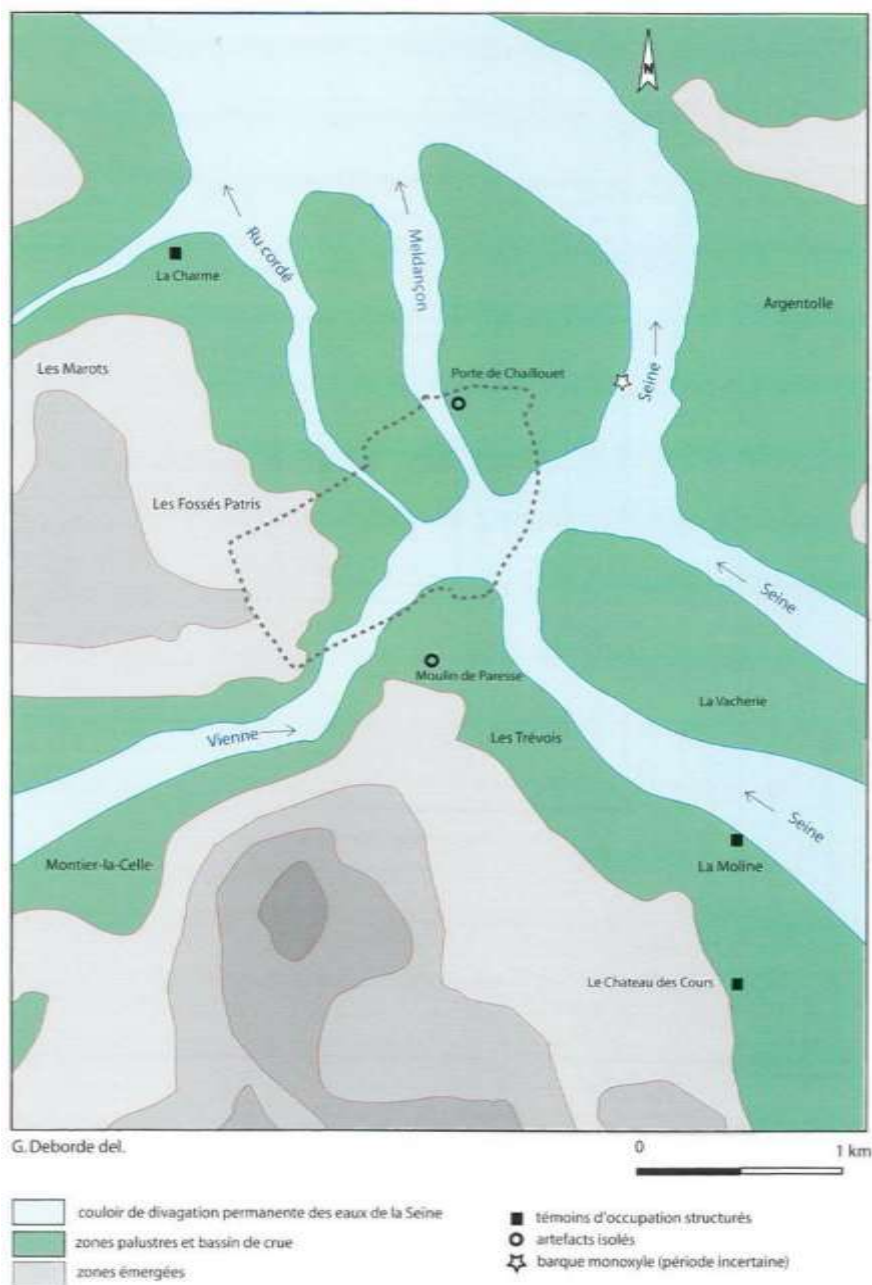 N
Ru cordé
Meldançon
La Charme
Argentolle
Les Marots
Porte de Chaillouet
Seine
Les Fossés Patris
Seine
Moulin de Paresse
La Vacherie
Vienne
Les Trévois
Seine
Montier-la-Celle
La Moline
Le Chateau des Cours
G. Deborde del.
0 1 km
couloir de divagation permanente des eaux de la Seine
zones palustres et bassin de crue
zones émergées
témoins d'occupation structurés
artefacts isolés
barque monoxyle (période incertaine)